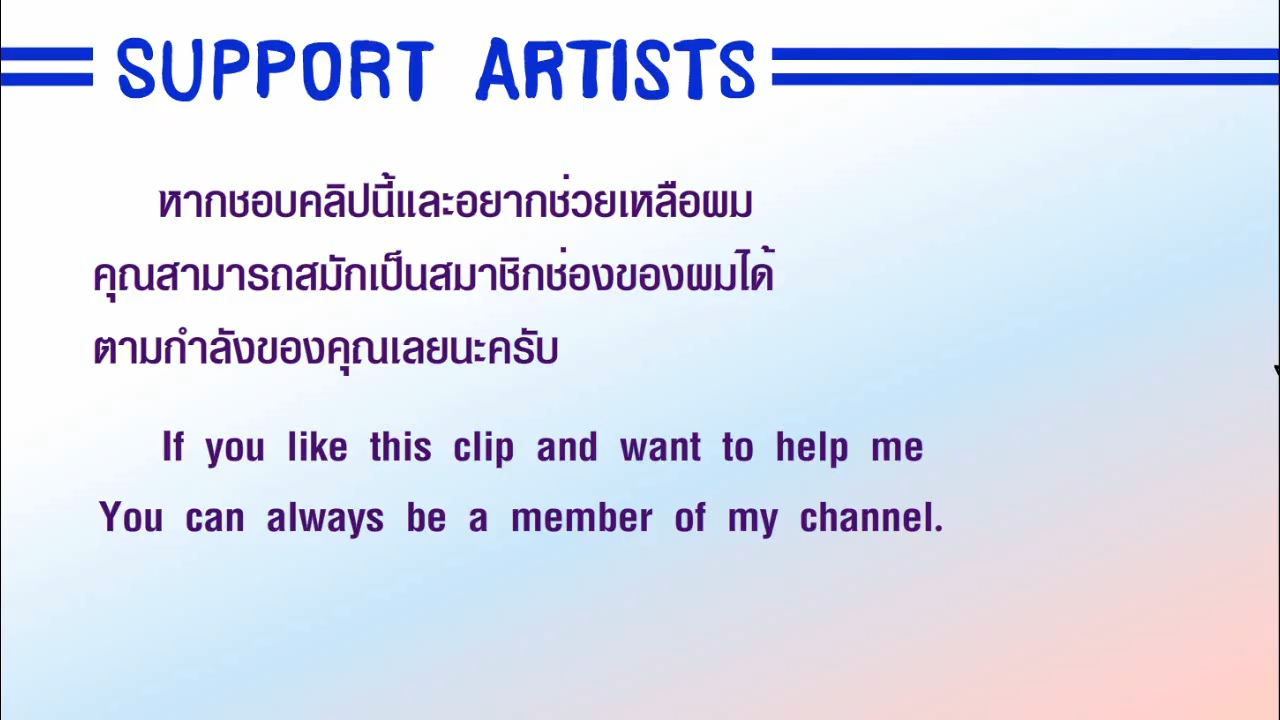 SUPPORT ARTISTS
หากชอบคลิปนี้และอยากช่วยเหลือผม
คุณสามารถสมักเป็นสมาชิกช่องของผมได้
ตามกำลังของคุณเลยนะครับ
If you like this clip and want to help me
You can always be a member of my channel.